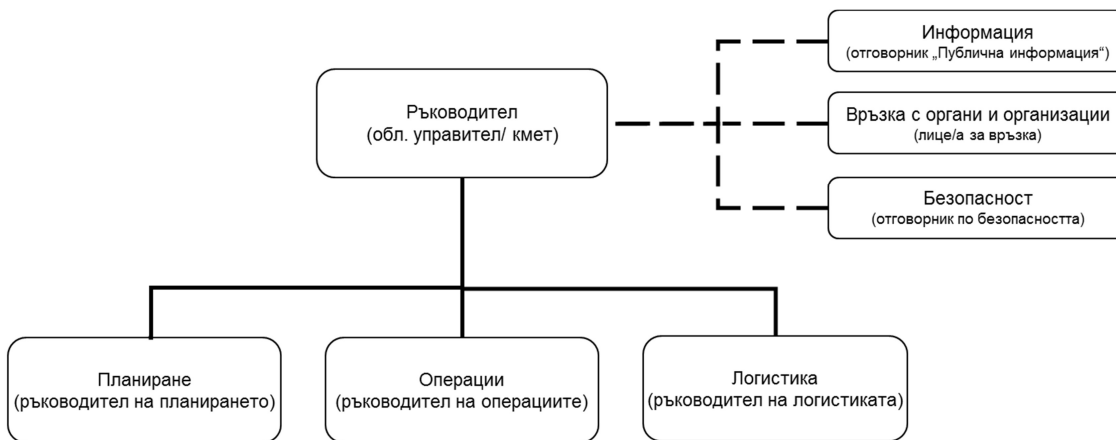 Информация
(отговорник „Публична информация“)
Ръководител
(обл. управител/ кмет)
Връзка с органи и организации
(лице/а за връзка)
Безопасност
(отговорник по безопасността)
Планиране
(ръководител на планирането)
Операции
(ръководител на операциите)
Логистика
(ръководител на логистиката)